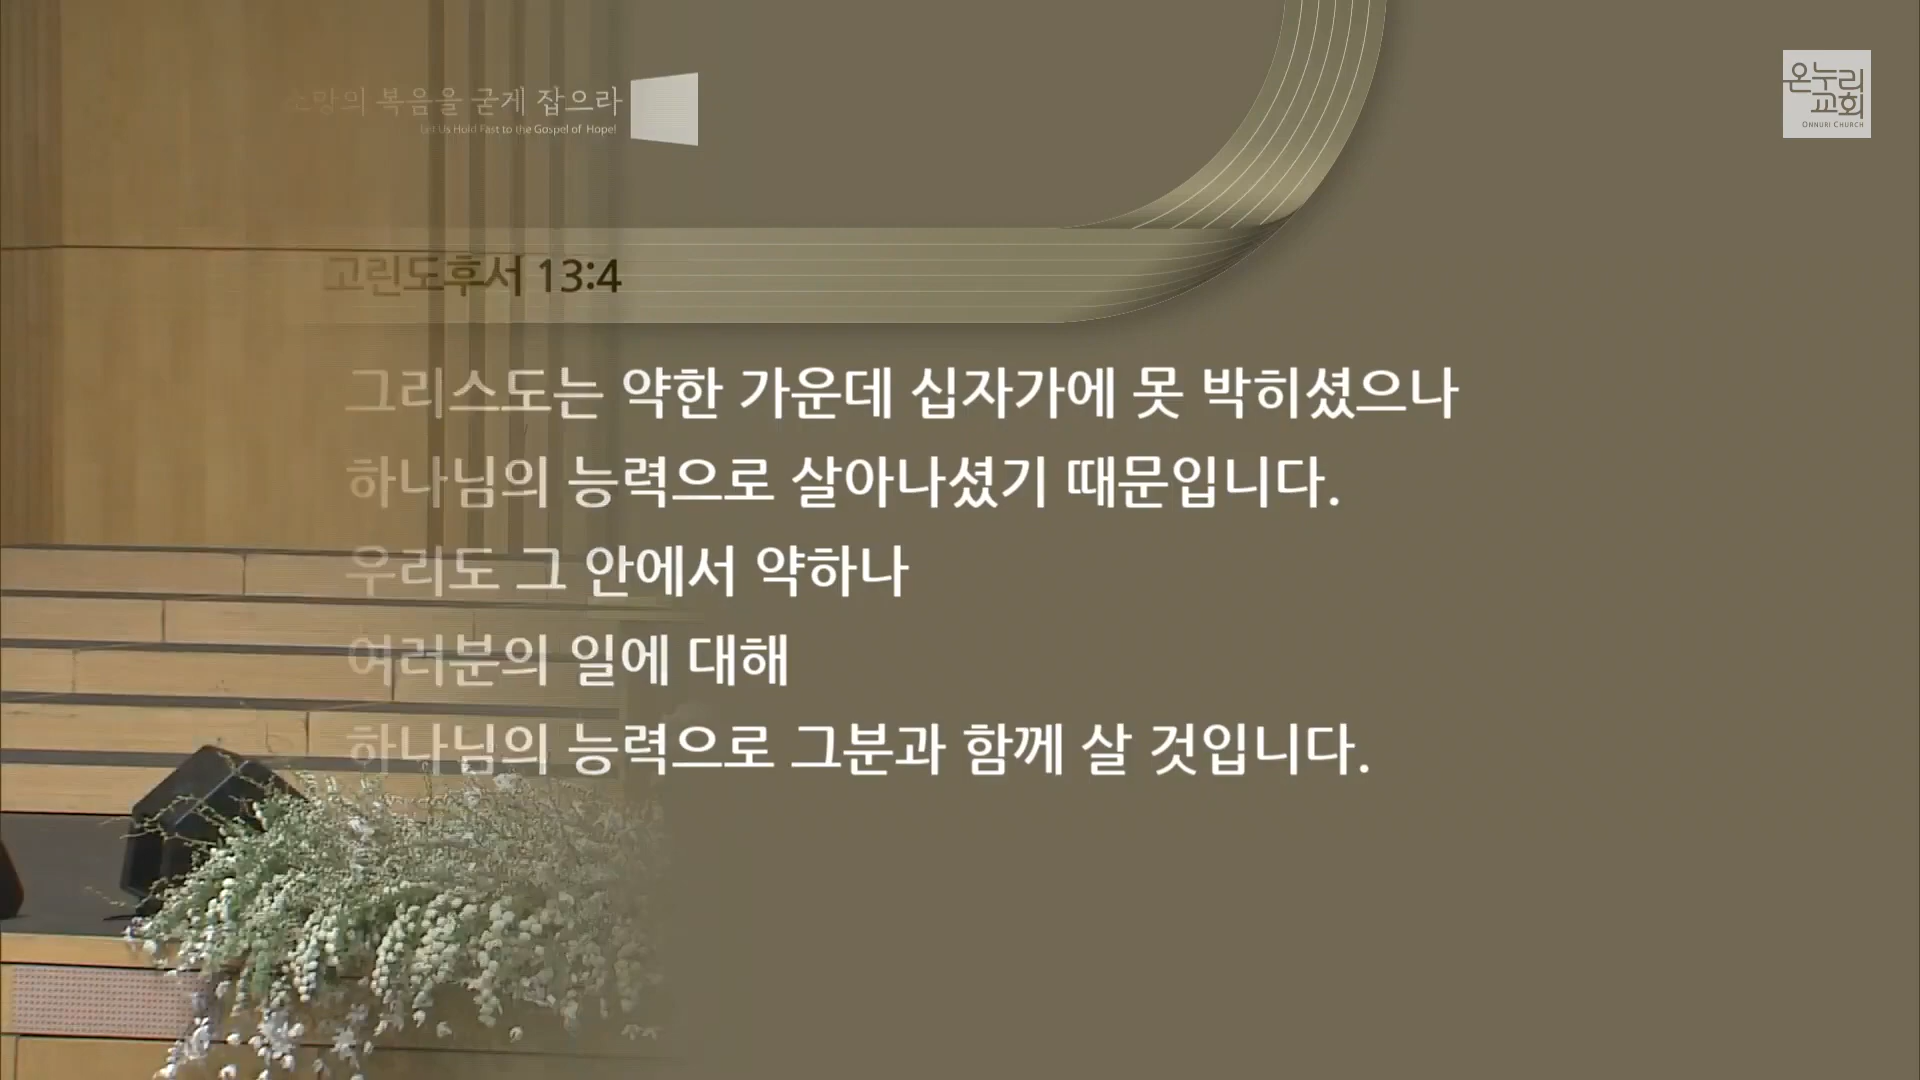 소망의 복음을 굳게 잡으라
Let Us Hold Fast to the Gospel of Hope!
온누리
교회
ONNURI CHURCH
고린도후서 13:4
그리스도는 약한 가운데 십자가에 못 박히셨으나
하나님의 능력으로 살아나셨기 때문입니다.
우리도 그 안에서 약하나
여러분의 일에 대해
하나님의 능력으로 그분과 함께 살 것입니다.